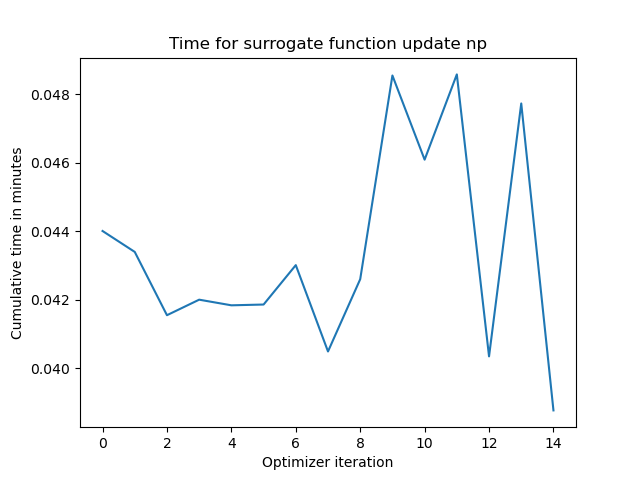 Time for surrogate function update np
Cumulative time in minutes
0.048
0.046
0.044
0.042
0.040
0 2 4 6 8 10 12 14
Optimizer iteration